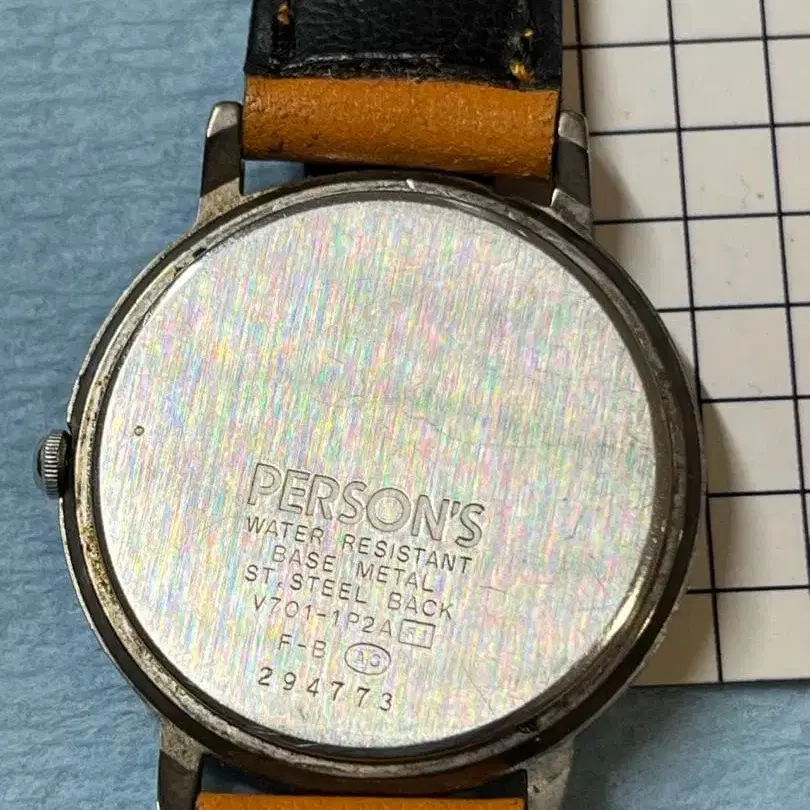 PERSON'S
WATER RESISTANT
BASE METAL
ST. STEEL BACK
V701-1P2A
F-B
294773